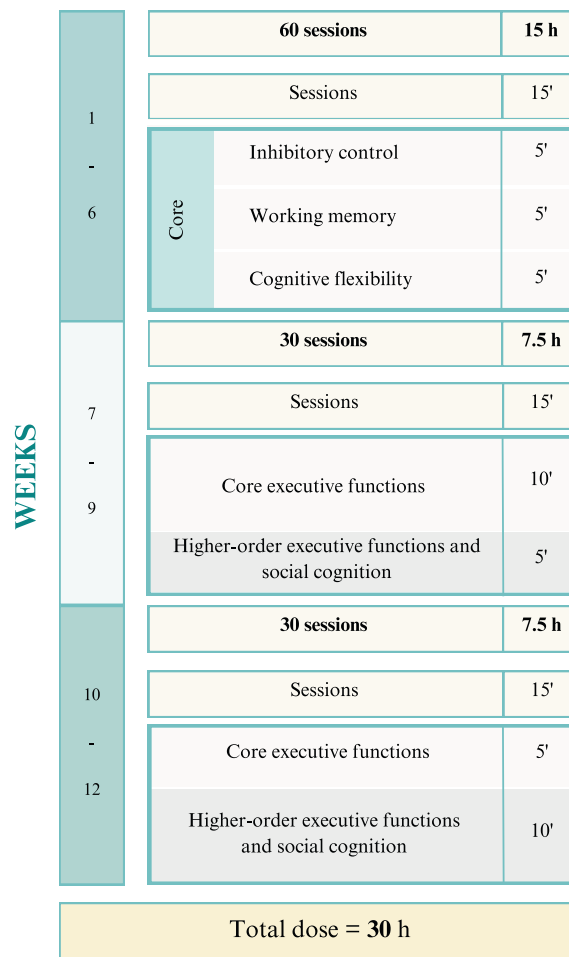 WEEKS
1
-
6
60 sessions 15 h
Sessions 15'
Core
Inhibitory control 5'
Working memory 5'
Cognitive flexibility 5'
7
-
9
30 sessions 7.5 h
Sessions 15'
Core executive functions 10'
Higher-order executive functions and
social cognition 5'
10
-
12
30 sessions 7.5 h
Sessions 15'
Core executive functions 5'
Higher-order executive functions
and social cognition 10'
Total dose = 30 h